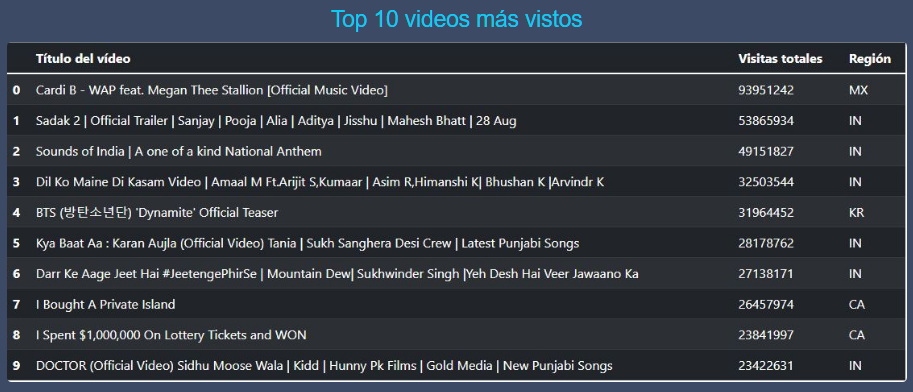 Top 10 videos más vistos
Título del vídeo Visitas totales Región
0 Cardi B - WAP feat. Megan Thee Stallion [Official Music Video] 93951242 MX
1 Sadak 2 | Official Trailer | Sanjay | Pooja | Alia | Aditya | Jisshu | Mahesh Bhatt | 28 Aug 53865934 IN
2 Sounds of India | A one of a kind National Anthem 49151827 IN
3 Dil Ko Maine Di Kasam Video | Amaal M Ft.Arijit S,Kumaar | Asim R,Himanshi K| Bhushan K |Arvindr K 32503544 IN
4 BTS (방탄소년단) 'Dynamite' Official Teaser 31964452 KR
5 Kya Baat Aa : Karan Aujla (Official Video) Tania | Sukh Sanghera Desi Crew | Latest Punjabi Songs 28178762 IN
6 Darr Ke Aage Jeet Hai #JeetengePhirSe | Mountain Dew| Sukhwinder Singh |Yeh Desh Hai Veer Jawaano Ka 27138171 IN
7 I Bought A Private Island 26457974 CA
8 I Spent $1,000,000 On Lottery Tickets and WON 23841997 CA
9 DOCTOR (Official Video) Sidhu Moose Wala | Kidd | Hunny Pk Films | Gold Media | New Punjabi Songs 23422631 IN